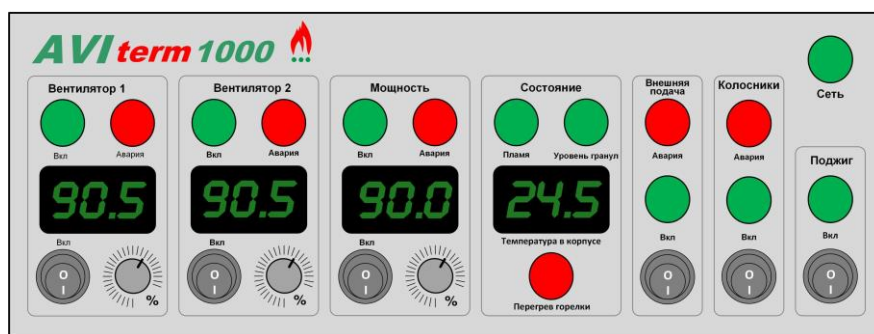 AVI term 1000
Вентилятор 1
Вкл
Авария
90.5
Вкл
O
I
%
Вентилятор 2
Вкл
Авария
90.5
Вкл
O
I
%
Мощность
Вкл
Авария
90.0
Вкл
O
I
%
Состояние
Пламя
Уровень гранул
24.5
Температура в корпусе
Перегрев горелки
Внешняя
подача
Авария
Вкл
O
I
Колосники
Авария
Вкл
O
I
Сеть
Поджиг
Вкл
O
I